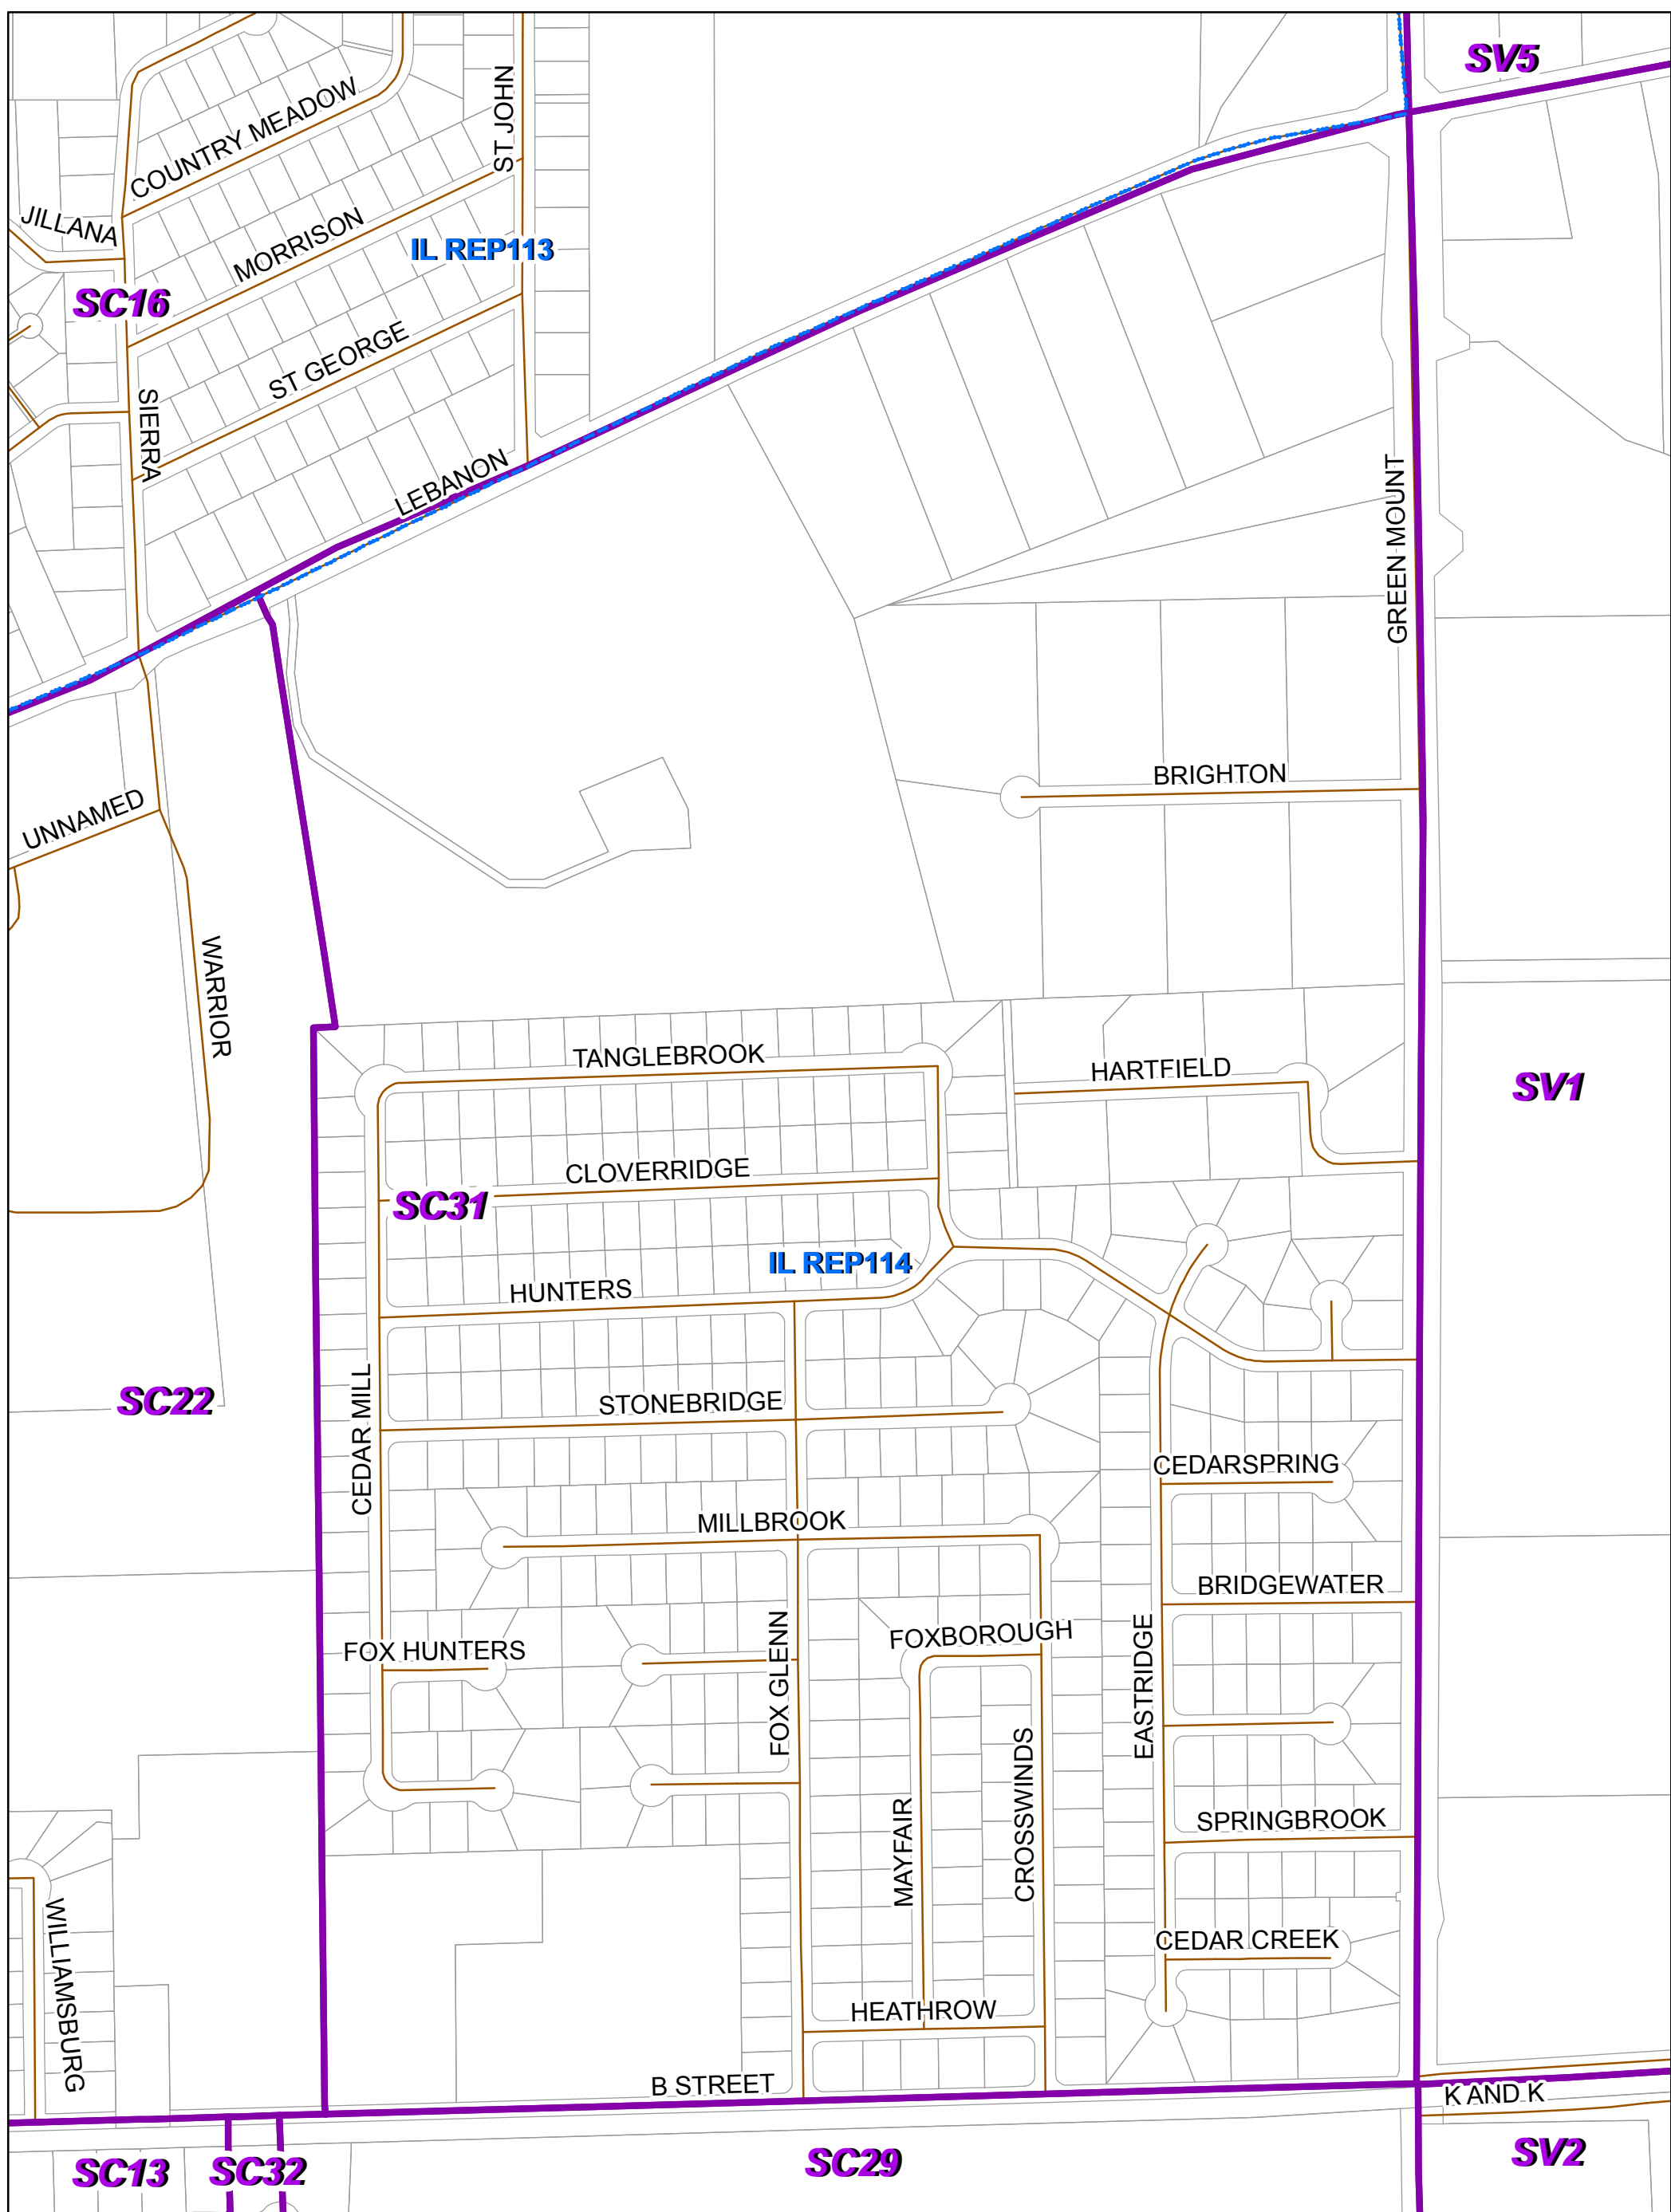 SV5
COUNTRY MEADOW
ST JOHN
JILLANA
MORRISON
IL REP113
SC16
ST GEORGE
SIERRA
LEBANON
GREEN MOUNT
BRIGHTON
UNNAMED
WARRIOR
TANGLEBROOK
HARTFIELD
SV1
CLOVERRIDGE
SC31
IL REP114
HUNTERS
CEDAR MILL
SC22
STONEBRIDGE
CEDARSPRING
MILLBROOK
BRIDGEWATER
FOX GLENN
FOXBOROUGH
FOX HUNTERS
EASTRIDGE
CROSSWINDS
MAYFAIR
SPRINGBROOK
WILLIAMSBURG
CEDAR CREEK
HEATHROW
B STREET
K AND K
SC13
SC32
SC29
SV2